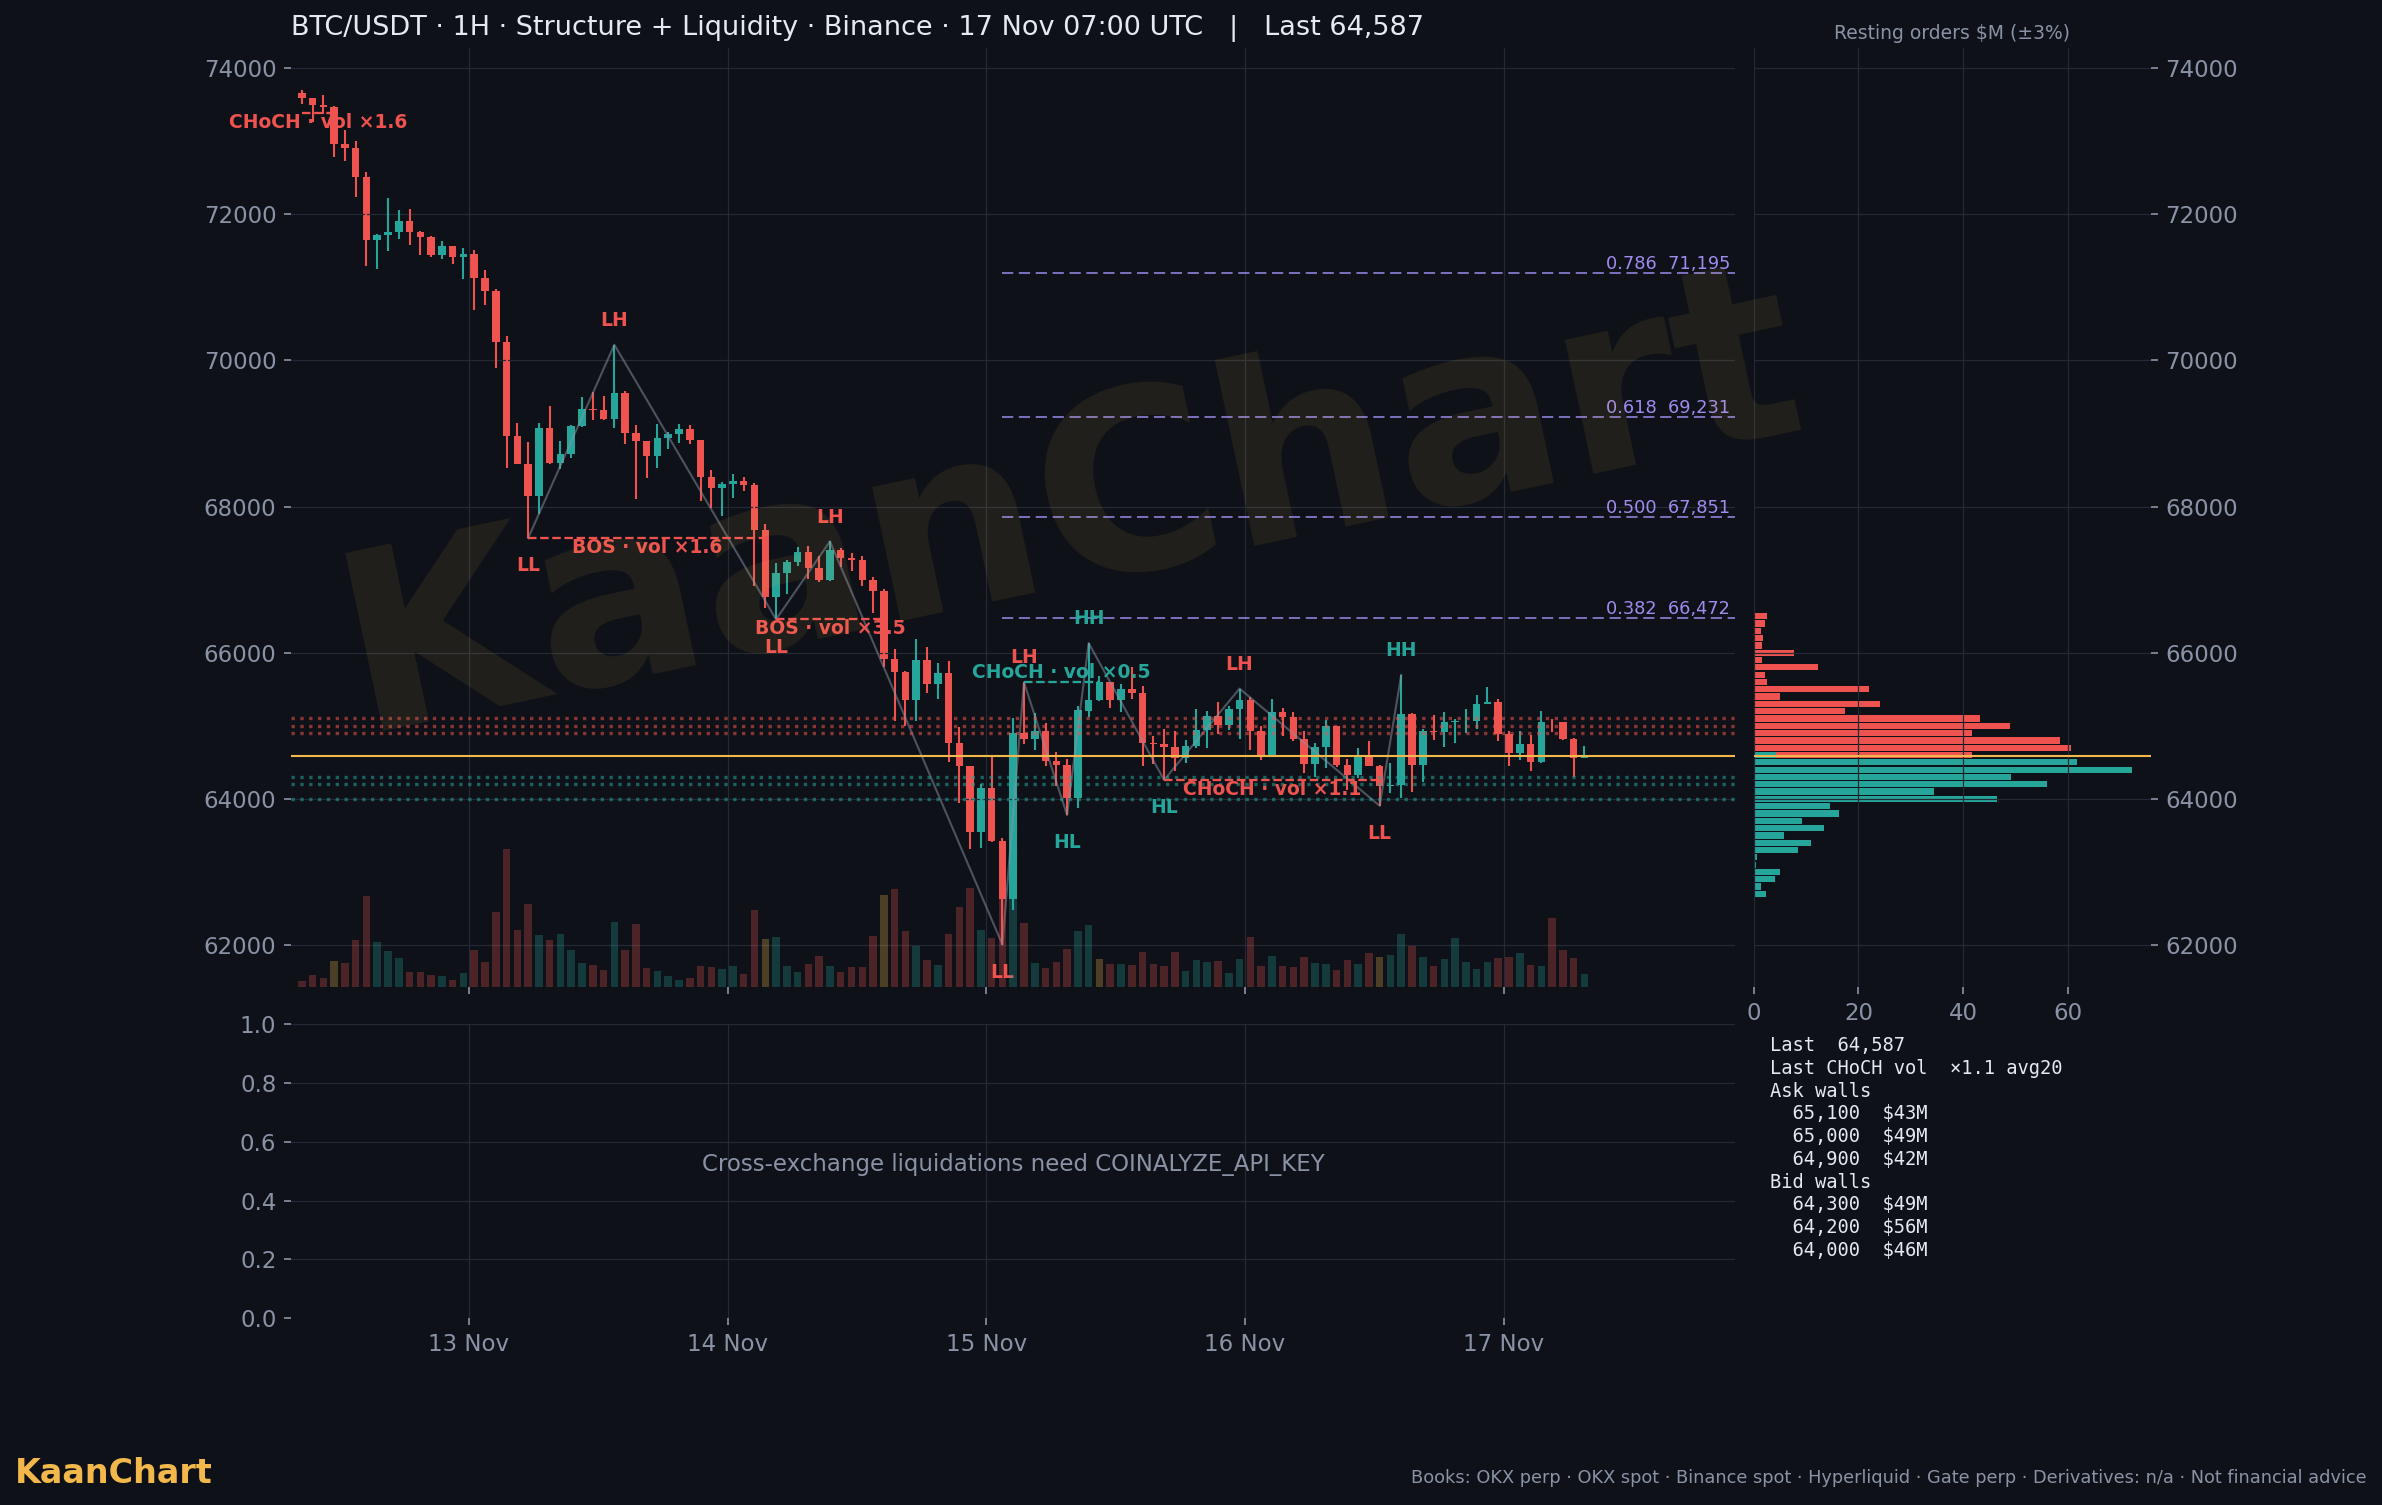 BTC/USDT · 1H · Structure + Liquidity · Binance · 17 Nov 07:00 UTC | Last 64,587
Resting orders $M (±3%)
74000
72000
70000
68000
66000
64000
62000
CHoCH · vol ×1.6
LH
LL
BOS · vol ×1.6
LH
BOS · vol ×3.5
LL
LH
HH
CHoCH · vol ×0.5
LH
HH
HL
CHoCH · vol ×1.1
HL
LL
LL
0.786 71,195
0.618 69,231
0.500 67,851
0.382 66,472
KaanChart
74000
72000
70000
68000
66000
64000
62000
0 20 40 60
1.0
0.8
0.6
0.4
0.2
0.0
Cross-exchange liquidations need COINALYZE_API_KEY
13 Nov 14 Nov 15 Nov 16 Nov 17 Nov
Last 64,587
Last CHoCH vol ×1.1 avg20
Ask walls
65,100 $43M
65,000 $49M
64,900 $42M
Bid walls
64,300 $49M
64,200 $56M
64,000 $46M
KaanChart
Books: OKX perp · OKX spot · Binance spot · Hyperliquid · Gate perp · Derivatives: n/a · Not financial advice